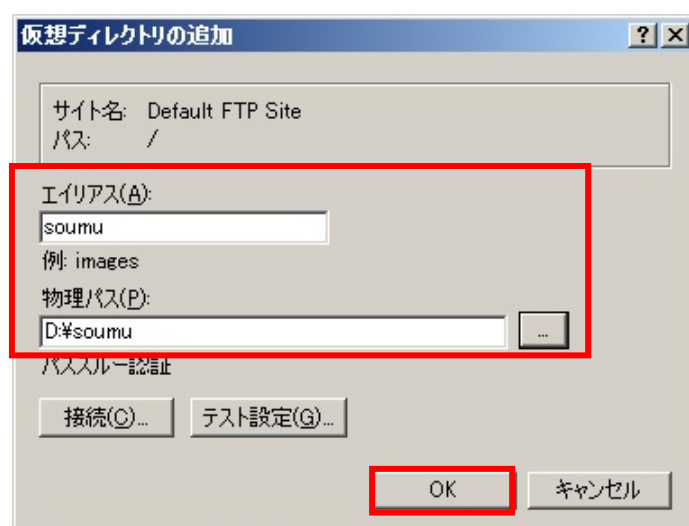 仮想ディレクトリの追加
サイト名: Default FTP Site
パス: /
エイリアス(A):
soumu
例: images
物理パス(P):
D:¥soumu
...
パススルー認証
接続(C)... テスト設定(G)...
OK キャンセル